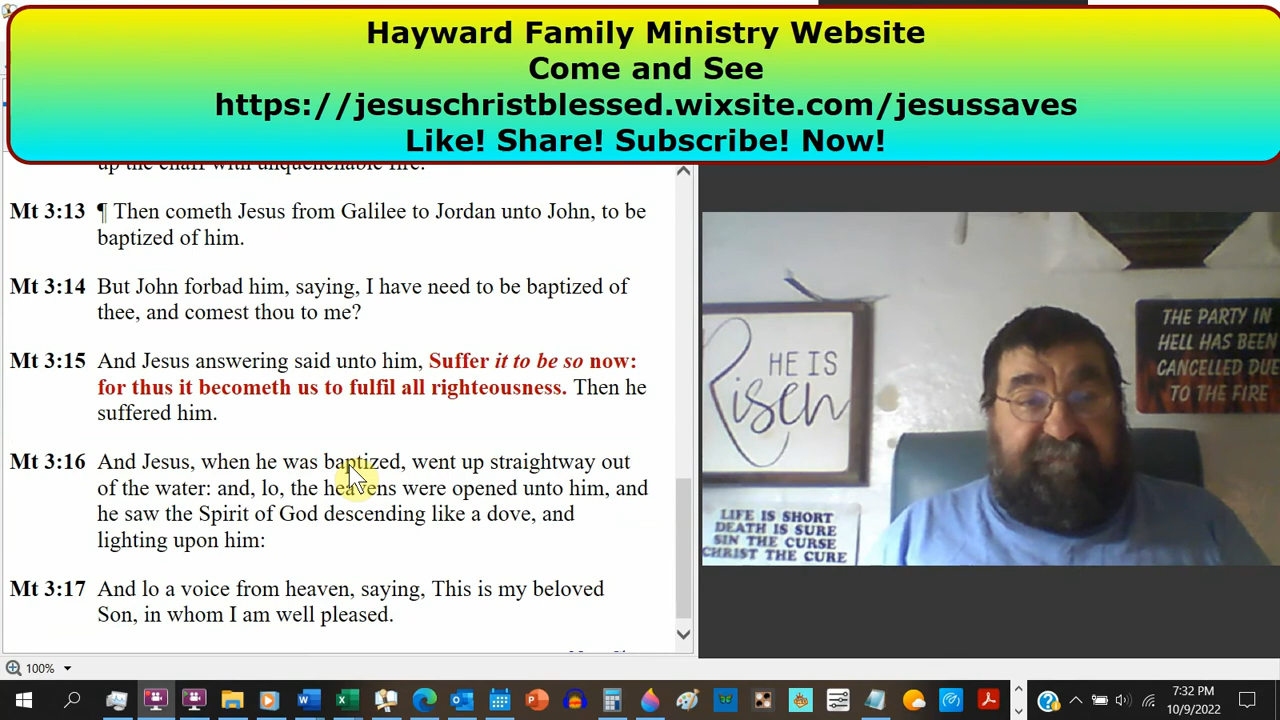 Hayward Family Ministry Website
Come and See
https://jesuschristblessed.wixsite.com/jesussaves
Like! Share! Subscribe! Now!
up the chaff with unquenchable fire.
Mt 3:13 ¶ Then cometh Jesus from Galilee to Jordan unto John, to be
baptized of him.
Mt 3:14 But John forbad him, saying, I have need to be baptized of
thee, and comest thou to me?
Mt 3:15 And Jesus answering said unto him, Suffer it to be so now:
for thus it becometh us to fulfil all righteousness. Then he
suffered him.
Mt 3:16 And Jesus, when he was baptized, went up straightway out
of the water: and, lo, the heavens were opened unto him, and
he saw the Spirit of God descending like a dove, and
lighting upon him:
Mt 3:17 And lo a voice from heaven, saying, This is my beloved
Son, in whom I am well pleased.
HE IS
Risen
THE PARTY IN
HELL HAS BEEN
CANCELLED DUE
TO THE FIRE
LIFE IS SHORT
DEATH IS SURE
SIN THE CURSE
CHRIST THE CURE
100%
7:32 PM
10/9/2022